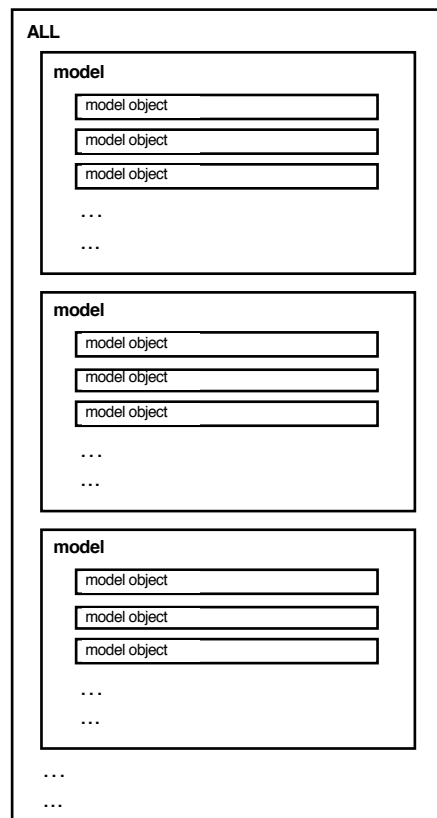 ALL
model
model object
model object
model object
. . .
. . .
model
model object
model object
model object
. . .
. . .
model
model object
model object
model object
. . .
. . .
. . .
. . .